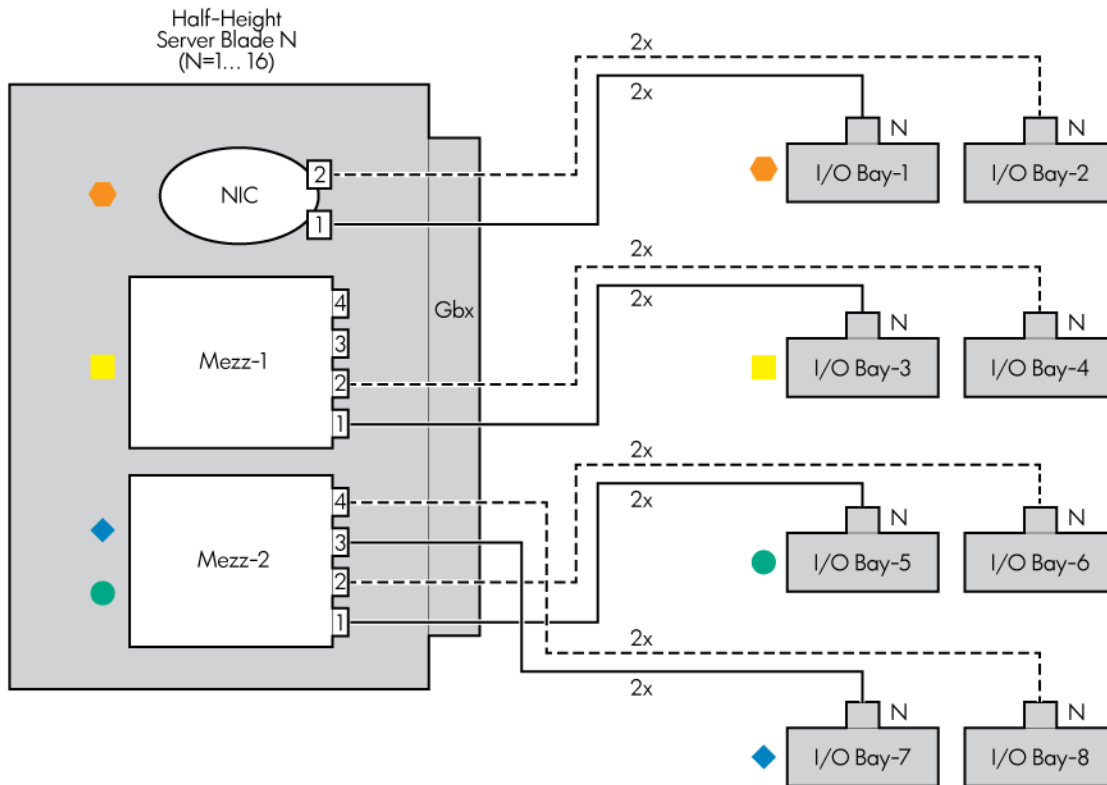 Half-Height
Server Blade N
(N=1... 16)
2x
2x
N
N
I/O Bay-1
I/O Bay-2
NIC
2
1
2x
2x
Gbx
N
N
I/O Bay-3
I/O Bay-4
Mezz-1
4
3
2
1
2x
2x
N
N
I/O Bay-5
I/O Bay-6
Mezz-2
4
3
2
1
2x
2x
N
N
I/O Bay-7
I/O Bay-8